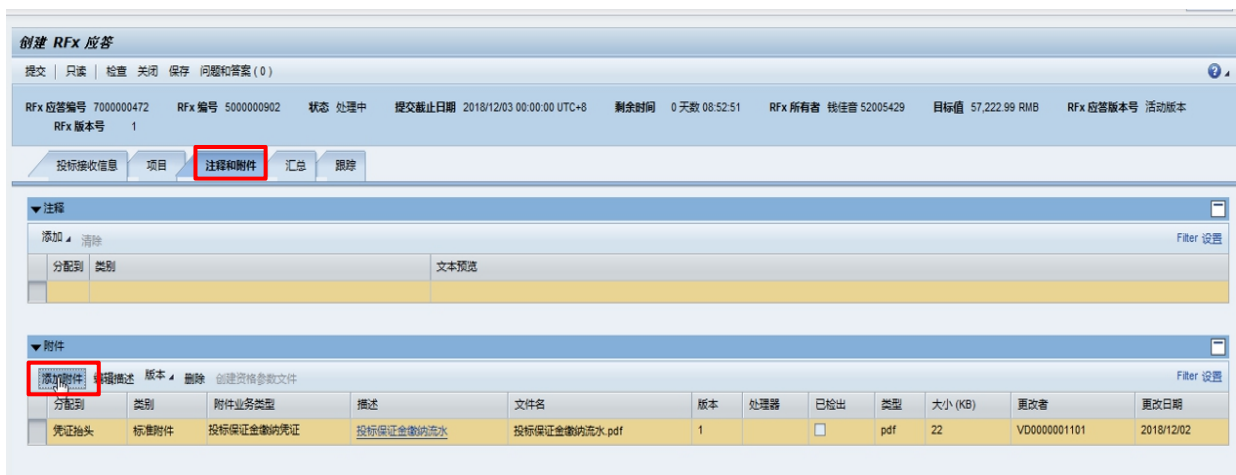 创建 RFx 应答
提交 | 只读 | 检查 关闭 保存 问题和答案 ( 0 )
RFx 应答编号 7000000472 RFx 编号 5000000902 状态 处理中 提交截止日期 2018/12/03 00:00:00 UTC+8 剩余时间 0 天数 08:52:51 RFx 所有者 钱佳音 52005429 目标值 57,222.99 RMB RFx 应答版本号 活动版本
RFx 版本号 1
投标接收信息 项目 注释和附件 汇总 跟踪
注释
添加 清除 Filter 设置
分配到 类别 文本预览
附件
添加附件 编辑描述 版本 删除 创建资格参数文件 Filter 设置
分配到 类别 附件业务类型 描述 文件名 版本 处理器 已检出 类型 大小 (KB) 更改者 更改日期
凭证抬头 标准附件 投标保证金缴纳凭证 投标保证金缴纳流水 投标保证金缴纳流水.pdf 1 pdf 22 VD0000001101 2018/12/02